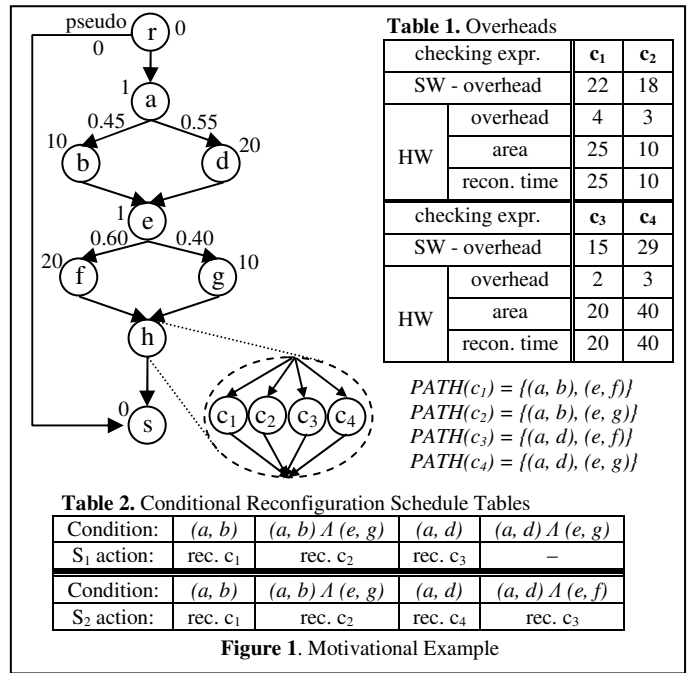 pseudo
0
r
0
1
a
0.45
0.55
10
b
d
20
1
e
0.60
0.40
20
f
g
10
h
0
s
c1
c2
c3
c4
Table 1. Overheads
checking expr. c1 c2
SW - overhead 22 18
HW overhead 4 3
area 25 10
recon. time 25 10
checking expr. c3 c4
SW - overhead 15 29
HW overhead 2 3
area 20 40
recon. time 20 40
PATH(c1) = {(a, b), (e, f)}
PATH(c2) = {(a, b), (e, g)}
PATH(c3) = {(a, d), (e, f)}
PATH(c4) = {(a, d), (e, g)}
Table 2. Conditional Reconfiguration Schedule Tables
Condition: (a, b) (a, b) Λ (e, g) (a, d) (a, d) Λ (e, g)
S1 action: rec. c1 rec. c2 rec. c3 –
Condition: (a, b) (a, b) Λ (e, g) (a, d) (a, d) Λ (e, f)
S2 action: rec. c1 rec. c2 rec. c4 rec. c3
Figure 1. Motivational Example